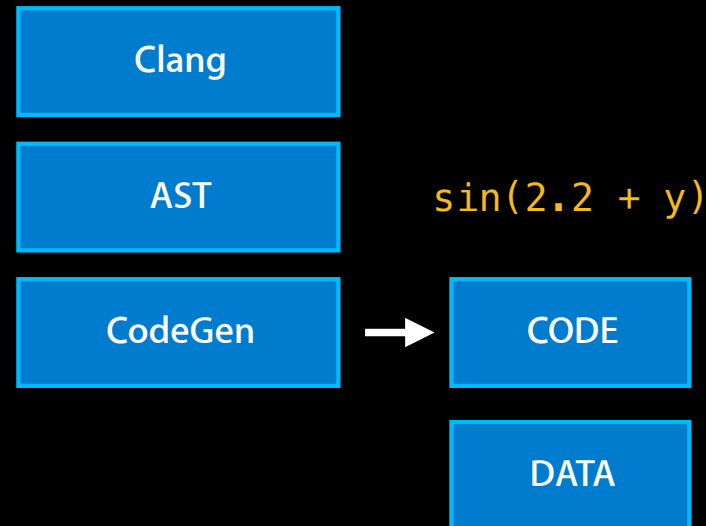 Clang
AST
sin(2.2 + y)
CodeGen
CODE
DATA